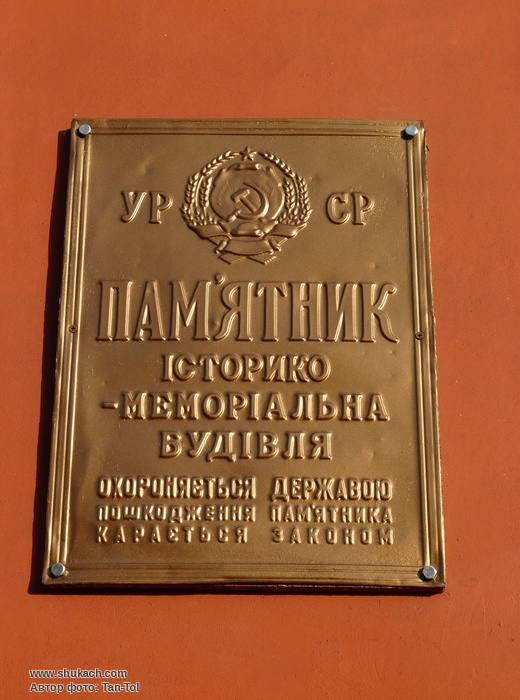 УР СР
ПАМ'ЯТНИК
ІСТОРИКО
-МЕМОРІАЛЬНА
БУДІВЛЯ
ОХОРОНЯЄТЬСЯ ДЕРЖАВОЮ
ПОШКОДЖЕННЯ ПАМ'ЯТНИКА
КАРАЄТЬСЯ ЗАКОНОМ
www.shukach.com
Автор фото: Tan-Tol